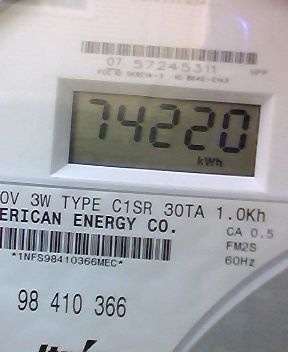 07 57245311
74220
kWh
0V 3W TYPE C1SR 30TA 1.0Kh
ERICAN ENERGY CO.
CA 0.5
FM2S
*1NFS98410366MEC*
60Hz
98 410 366